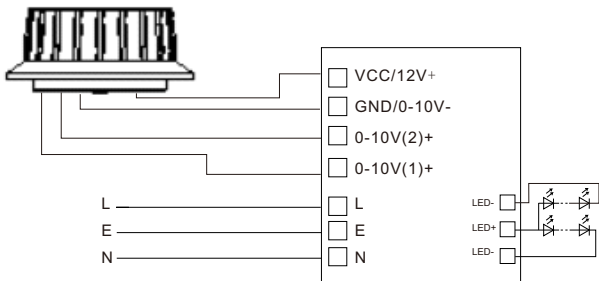 VCC/12V+
GND/0-10V-
0-10V(2)+
0-10V(1)+
L L LED-
E E LED+
N N LED-